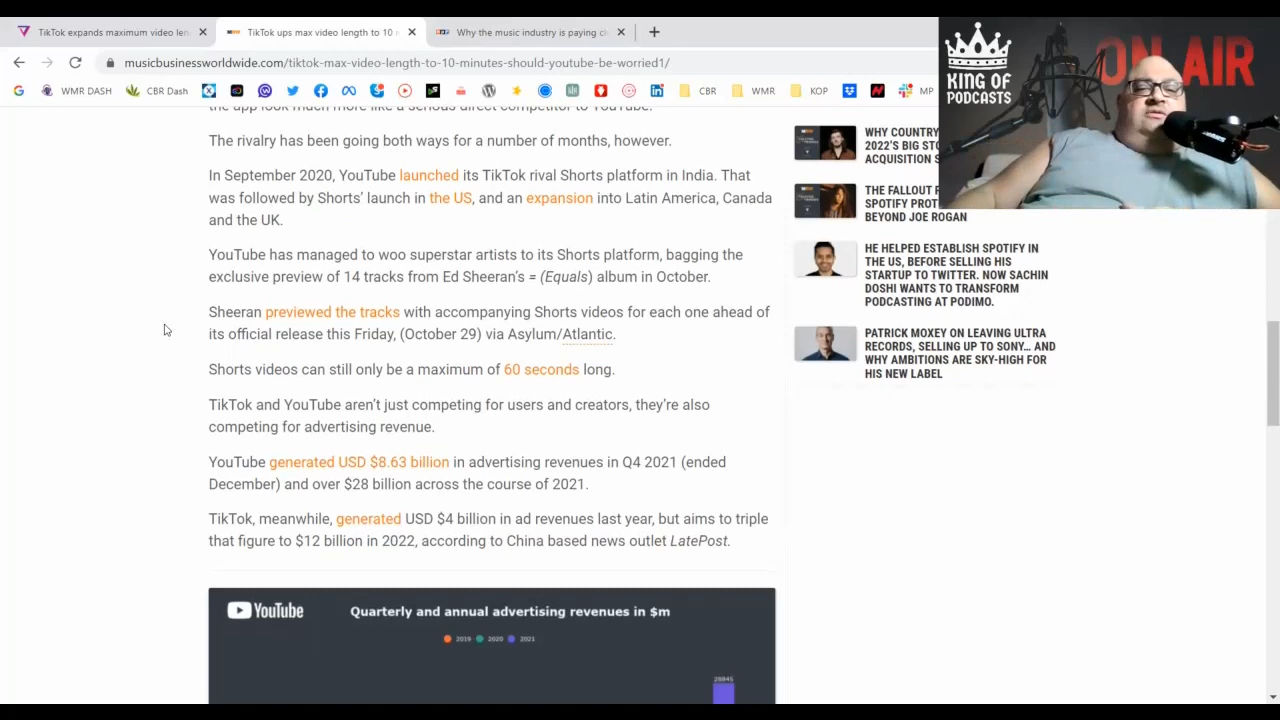 TikTok expands maximum video len
TikTok ups max video length to 10 m
Why the music industry is paying cl
musicbusinessworldwide.com/tiktok-max-video-length-to-10-minutes-should-youtube-be-worried1/
WMR DASH
CBR Dash
CBR
WMR
KOP
MP
KING OF
PODCASTS
ON AIR
the app look much more like a serious direct competitor to YouTube.
The rivalry has been going both ways for a number of months, however.
In September 2020, YouTube launched its TikTok rival Shorts platform in India. That
was followed by Shorts’ launch in the US, and an expansion into Latin America, Canada
and the UK.
YouTube has managed to woo superstar artists to its Shorts platform, bagging the
exclusive preview of 14 tracks from Ed Sheeran’s = (Equals) album in October.
Sheeran previewed the tracks with accompanying Shorts videos for each one ahead of
its official release this Friday, (October 29) via Asylum/Atlantic.
Shorts videos can still only be a maximum of 60 seconds long.
TikTok and YouTube aren’t just competing for users and creators, they’re also
competing for advertising revenue.
YouTube generated USD $8.63 billion in advertising revenues in Q4 2021 (ended
December) and over $28 billion across the course of 2021.
TikTok, meanwhile, generated USD $4 billion in ad revenues last year, but aims to triple
that figure to $12 billion in 2022, according to China based news outlet LatePost.
YouTube
Quarterly and annual advertising revenues in $m
2019 2020 2021
28845
WHY COUNTRY
2022'S BIG STO
ACQUISITION S
THE FALLOUT F
SPOTIFY PROT
BEYOND JOE ROGAN
HE HELPED ESTABLISH SPOTIFY IN
THE US, BEFORE SELLING HIS
STARTUP TO TWITTER. NOW SACHIN
DOSHI WANTS TO TRANSFORM
PODCASTING AT PODIMO.
PATRICK MOXEY ON LEAVING ULTRA
RECORDS, SELLING UP TO SONY… AND
WHY AMBITIONS ARE SKY-HIGH FOR
HIS NEW LABEL